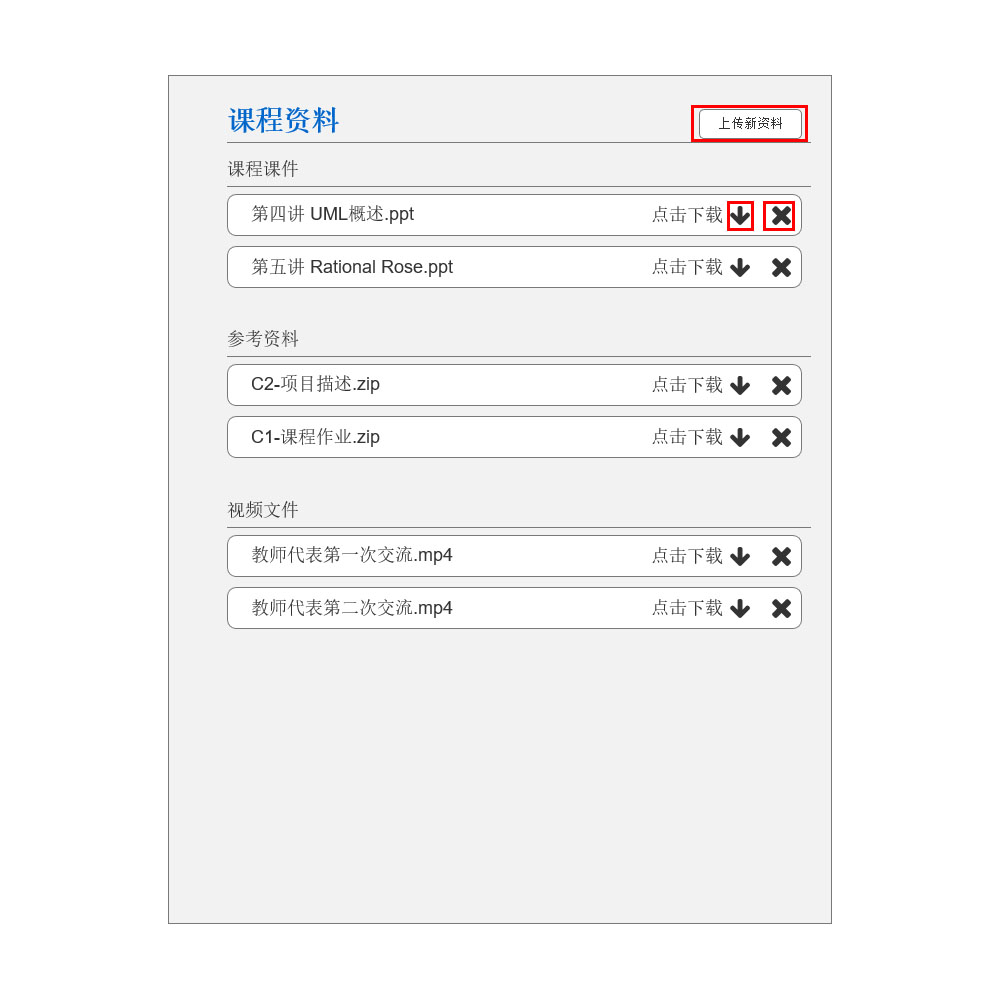 课程资料
上传新资料
课程课件
第四讲 UML概述.ppt 点击下载
第五讲 Rational Rose.ppt 点击下载
参考资料
C2-项目描述.zip 点击下载
C1-课程作业.zip 点击下载
视频文件
教师代表第一次交流.mp4 点击下载
教师代表第二次交流.mp4 点击下载